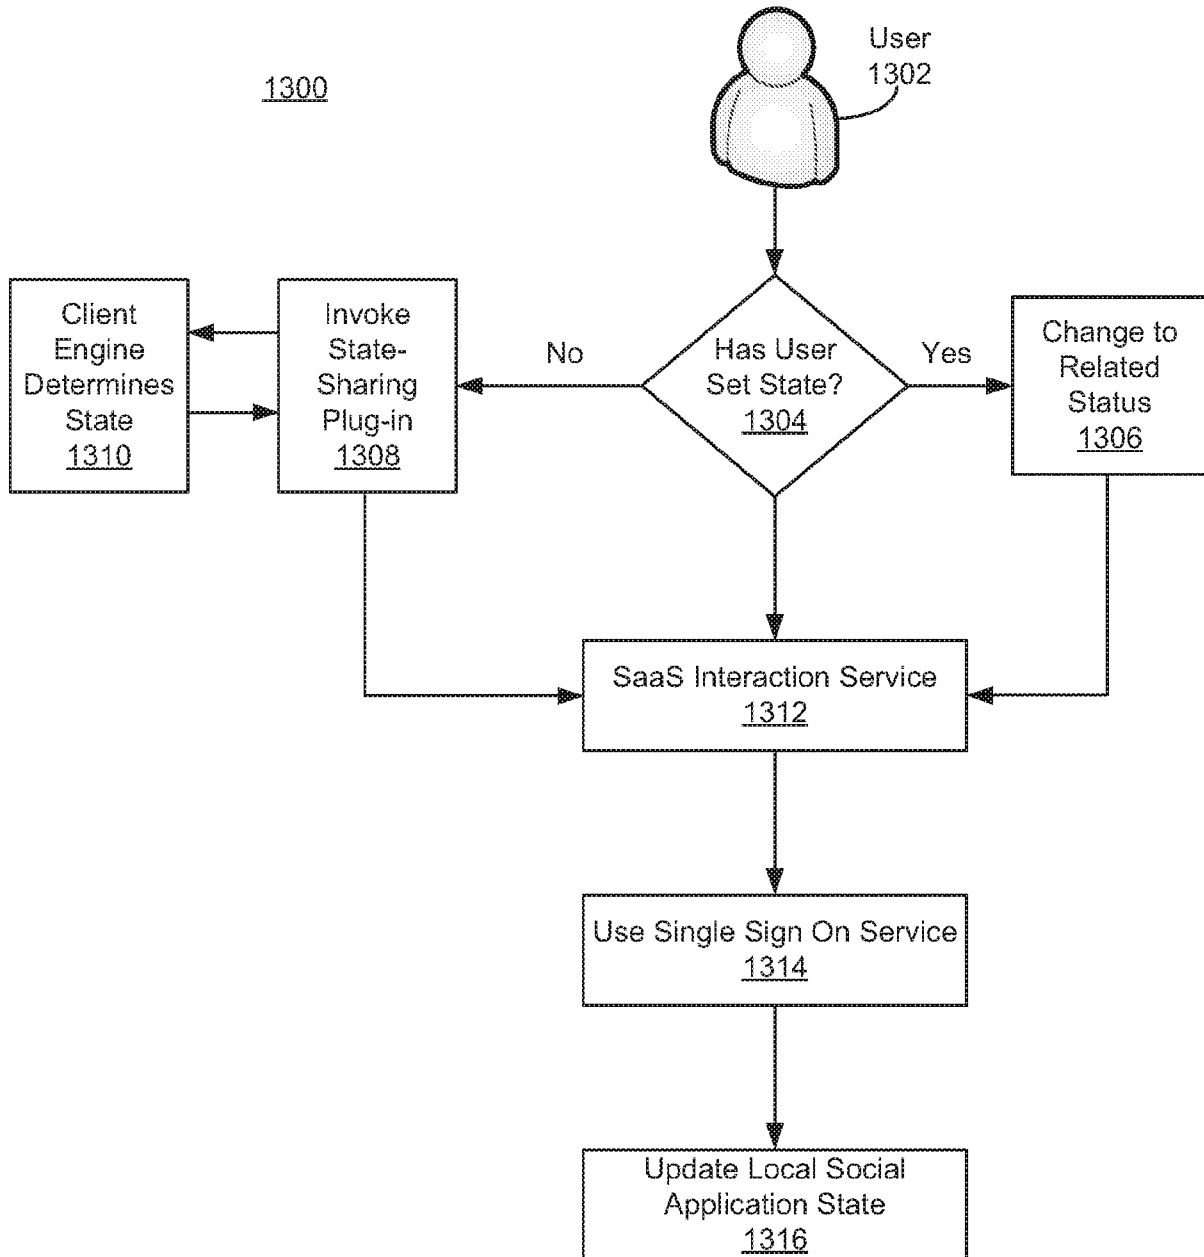 User
1302
1300
Client
Engine
Determines
State
1310
Invoke
State-
Sharing
Plug-in
1308
No
Has User
Set State?
1304
Yes
Change to
Related
Status
1306
SaaS Interaction Service
1312
Use Single Sign On Service
1314
Update Local Social
Application State
1316